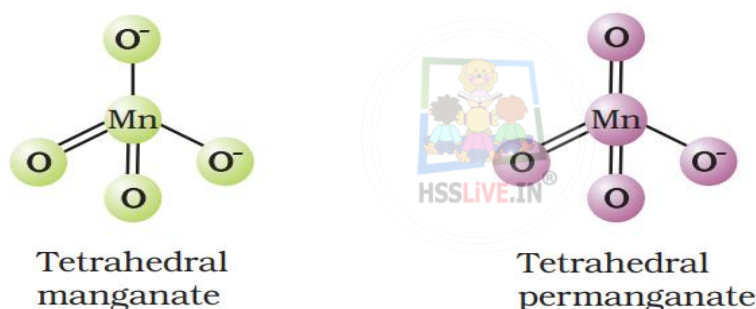 O⁻
Mn
O
O⁻
O
Tetrahedral
manganate
O
Mn
O
O⁻
O
HSSLiVE.IN®
Tetrahedral
permanganate